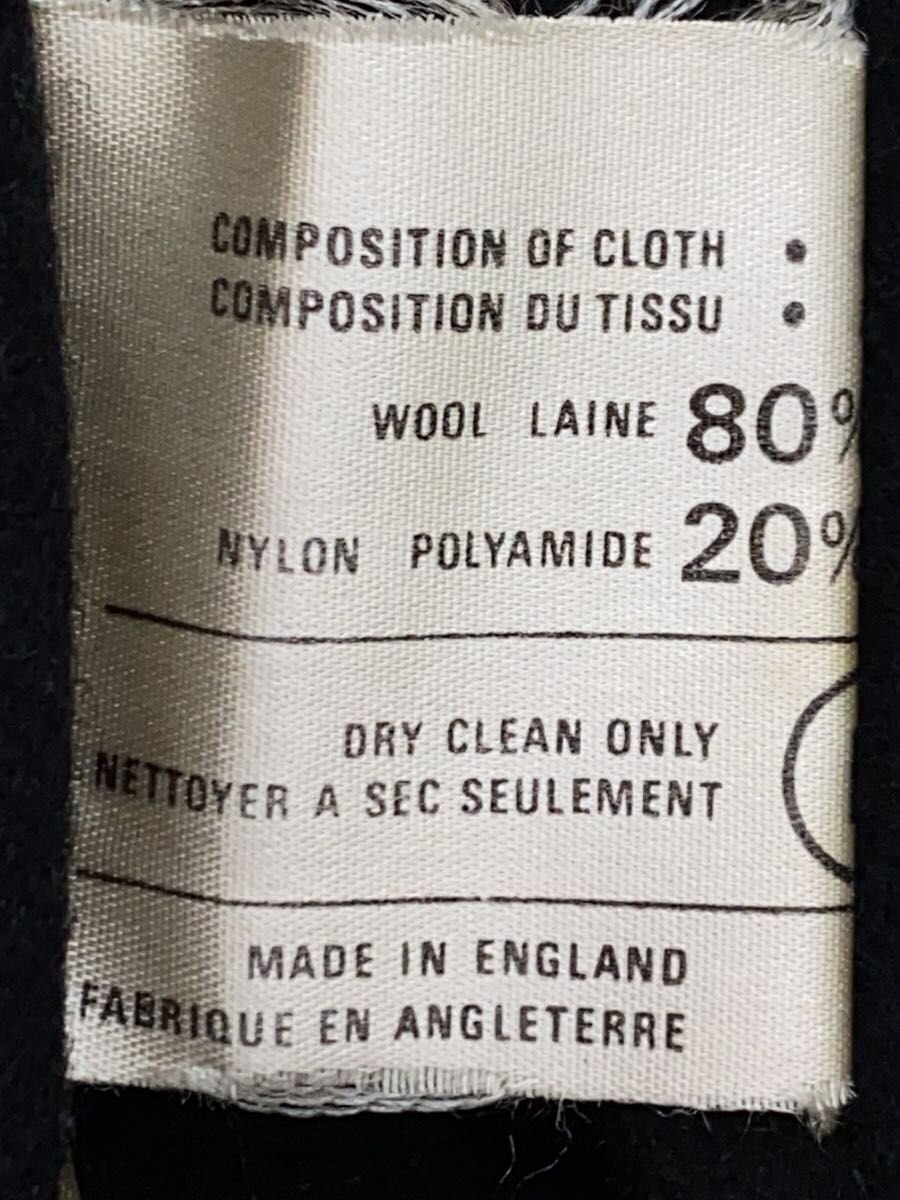 COMPOSITION OF CLOTH •
COMPOSITION DU TISSU •
WOOL LAINE 80%
NYLON POLYAMIDE 20%
DRY CLEAN ONLY
NETTOYER A SEC SEULEMENT
MADE IN ENGLAND
FABRIQUE EN ANGLETERRE